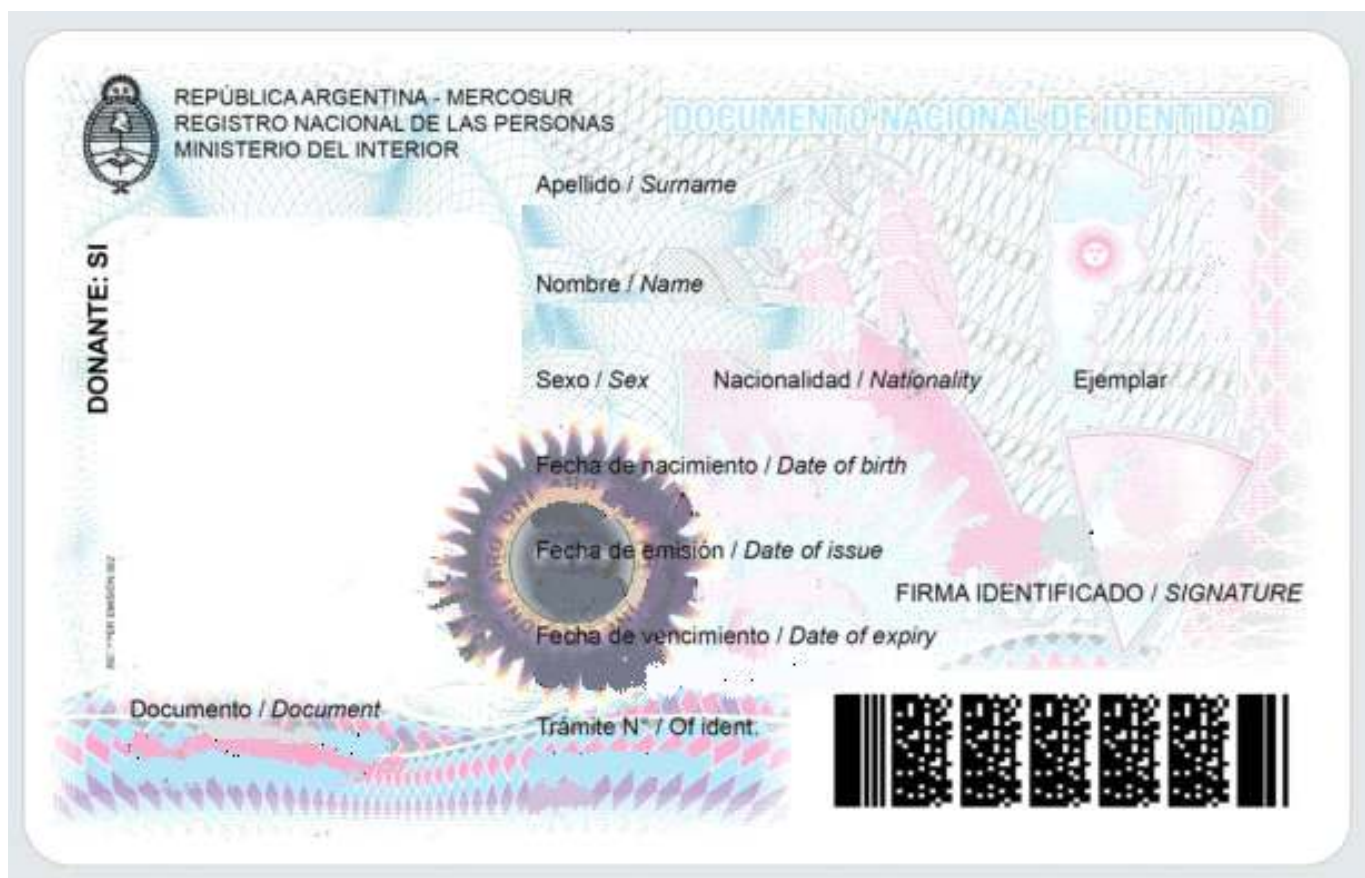 REPÚBLICA ARGENTINA - MERCOSUR
REGISTRO NACIONAL DE LAS PERSONAS
MINISTERIO DEL INTERIOR
DOCUMENTO NACIONAL DE IDENTIDAD
Apellido / Surname
DONANTE: SI
Nombre / Name
Sexo / Sex Nacionalidad / Nationality Ejemplar
Fecha de nacimiento / Date of birth
Fecha de emisión / Date of issue
FIRMA IDENTIFICADO / SIGNATURE
Fecha de vencimiento / Date of expiry
Documento / Document
Trámite N° / Of ident.